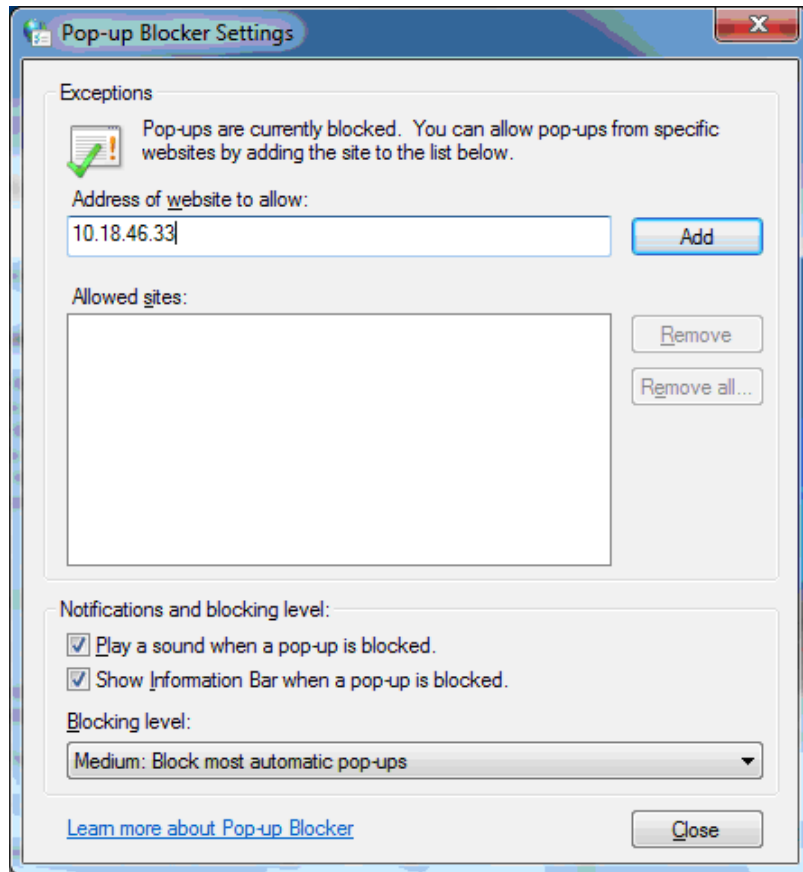 Pop-up Blocker Settings
Exceptions
Pop-ups are currently blocked. You can allow pop-ups from specific
websites by adding the site to the list below.
Address of website to allow:
10.18.46.33
Add
Allowed sites:
Remove
Remove all...
Notifications and blocking level:
Play a sound when a pop-up is blocked.
Show Information Bar when a pop-up is blocked.
Blocking level:
Medium: Block most automatic pop-ups
Learn more about Pop-up Blocker
Close